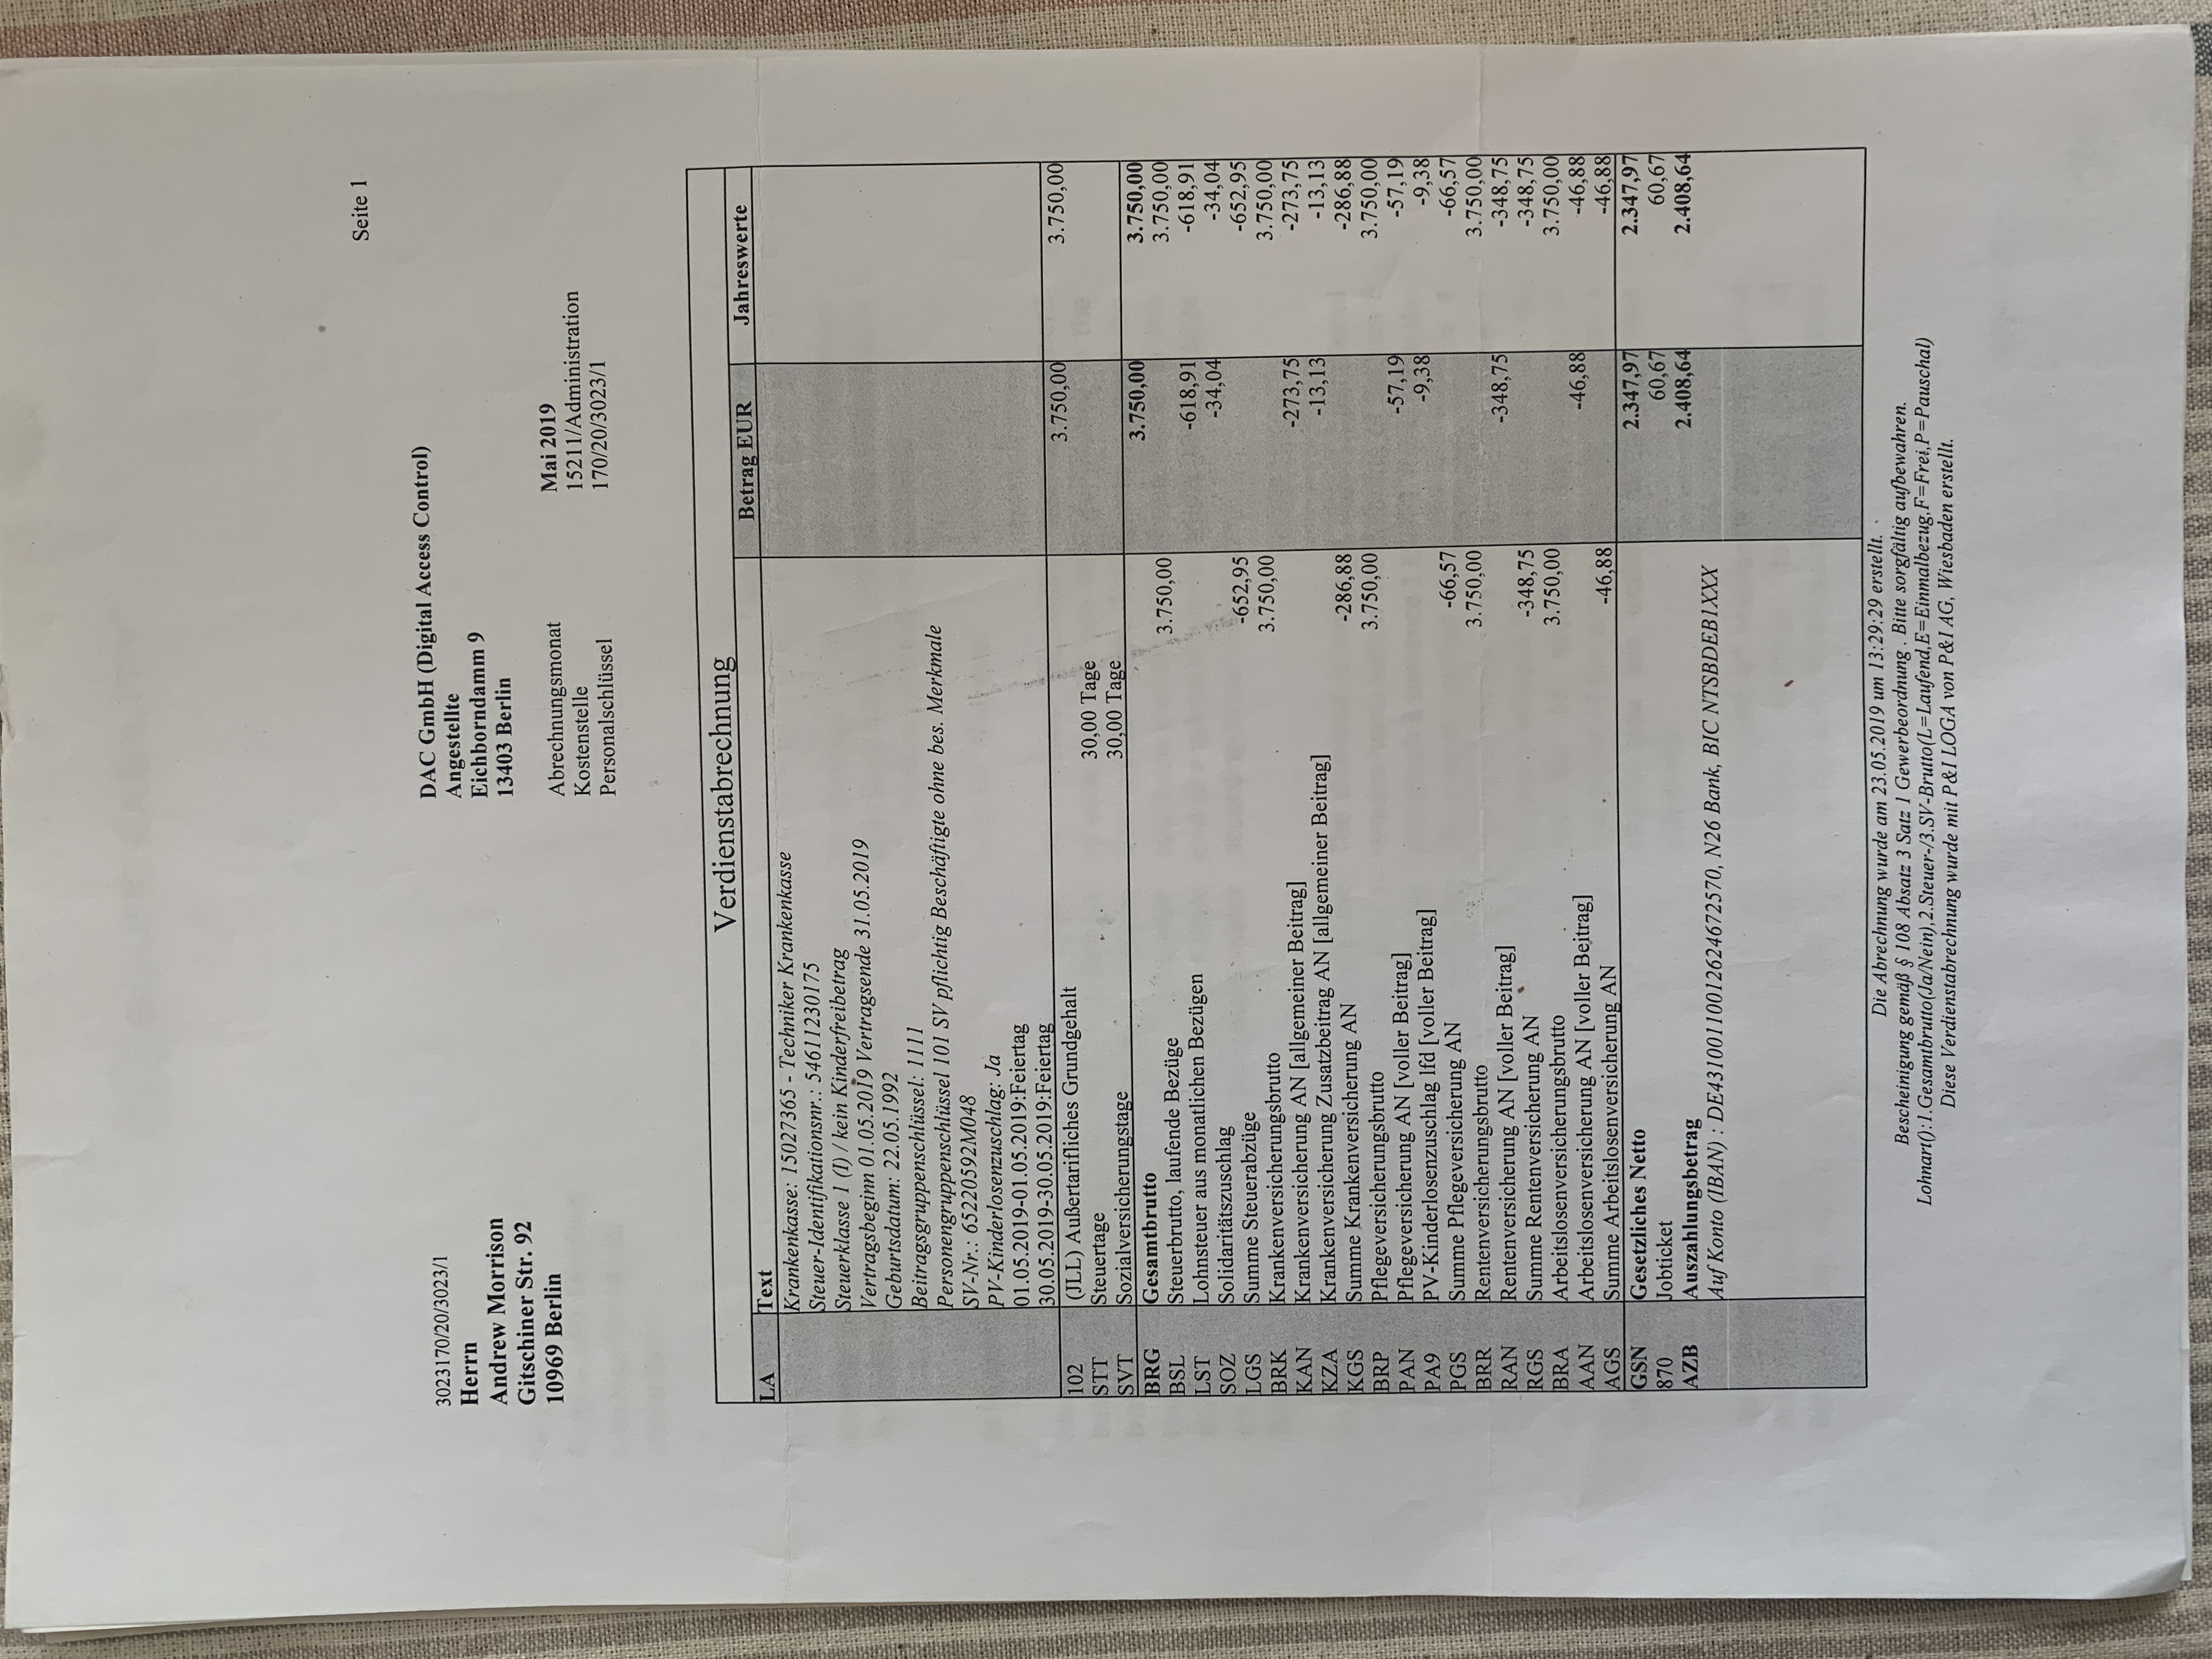 Seite 1
3023170/20/3023/1
Herrn
Andrew Morrison
Gitschiner Str. 92
10969 Berlin
DAC GmbH (Digital Access Control)
Angestellte
Eichborndamm 9
13403 Berlin
Abrechnungsmonat Mai 2019
Kostenstelle 15211/Administration
Personalschlüssel 170/20/3023/1
Verdienstabrechnung
LA Text Betrag EUR Jahreswerte
Krankenkasse: 15027365 - Techniker Krankenkasse
Steuer-Identifikationsnr.: 54611230175
Steuerklasse 1 (I) / kein Kinderfreibetrag
Vertragsbeginn 01.05.2019 Vertragsende 31.05.2019
Geburtsdatum: 22.05.1992
Beitragsgruppenschlüssel: 1111
Personengruppenschlüssel 101 SV pflichtig Beschäftigte ohne bes. Merkmale
SV-Nr.: 65220592M048
PV-Kinderlosenzuschlag: Ja
01.05.2019-01.05.2019:Feiertag
30.05.2019-30.05.2019:Feiertag
102 (JLL) Außertarifliches Grundgehalt 3.750,00 3.750,00
STT Steuertage 30,00 Tage
SVT Sozialversicherungstage 30,00 Tage
BRG Gesamtbrutto 3.750,00 3.750,00
BSL Steuerbrutto, laufende Bezüge 3.750,00 3.750,00
LST Lohnsteuer aus monatlichen Bezügen -618,91 -618,91
SOZ Solidaritätszuschlag -34,04 -34,04
LGS Summe Steuerabzüge -652,95 -652,95
BRK Krankenversicherungsbrutto 3.750,00 3.750,00
KAN Krankenversicherung AN [allgemeiner Beitrag] -273,75 -273,75
KZA Krankenversicherung Zusatzbeitrag AN [allgemeiner Beitrag] -13,13 -13,13
KGS Summe Krankenversicherung AN -286,88 -286,88
BRP Pflegeversicherungsbrutto 3.750,00 3.750,00
PAN Pflegeversicherung AN [voller Beitrag] -57,19 -57,19
PA9 PV-Kinderlosenzuschlag lfd [voller Beitrag] -9,38 -9,38
PGS Summe Pflegeversicherung AN -66,57 -66,57
BRR Rentenversicherungsbrutto 3.750,00 3.750,00
RAN Rentenversicherung AN [voller Beitrag] -348,75 -348,75
RGS Summe Rentenversicherung AN -348,75 -348,75
BRA Arbeitslosenversicherungsbrutto 3.750,00 3.750,00
AAN Arbeitslosenversicherung AN [voller Beitrag] -46,88 -46,88
AGS Summe Arbeitslosenversicherung AN -46,88 -46,88
GSN Gesetzliches Netto 2.347,97 2.347,97
870 Jobticket 60,67 60,67
AZB Auszahlungsbetrag 2.408,64 2.408,64
Auf Konto (IBAN) : DE43100110012624672570, N26 Bank, BIC NTSBDEB1XXX
Die Abrechnung wurde am 23.05.2019 um 13:29:29 erstellt.
Bescheinigung gemäß § 108 Absatz 3 Satz 1 Gewerbeordnung . Bitte sorgfältig aufbewahren.
Lohnart():1.Gesamtbrutto(Ja/Nein),2.Steuer-/3.SV-Brutto(L=Laufend,E=Einmalbezug,F=Frei,P=Pauschal)
Diese Verdienstabrechnung wurde mit P&I LOGA von P&I AG, Wiesbaden erstellt.